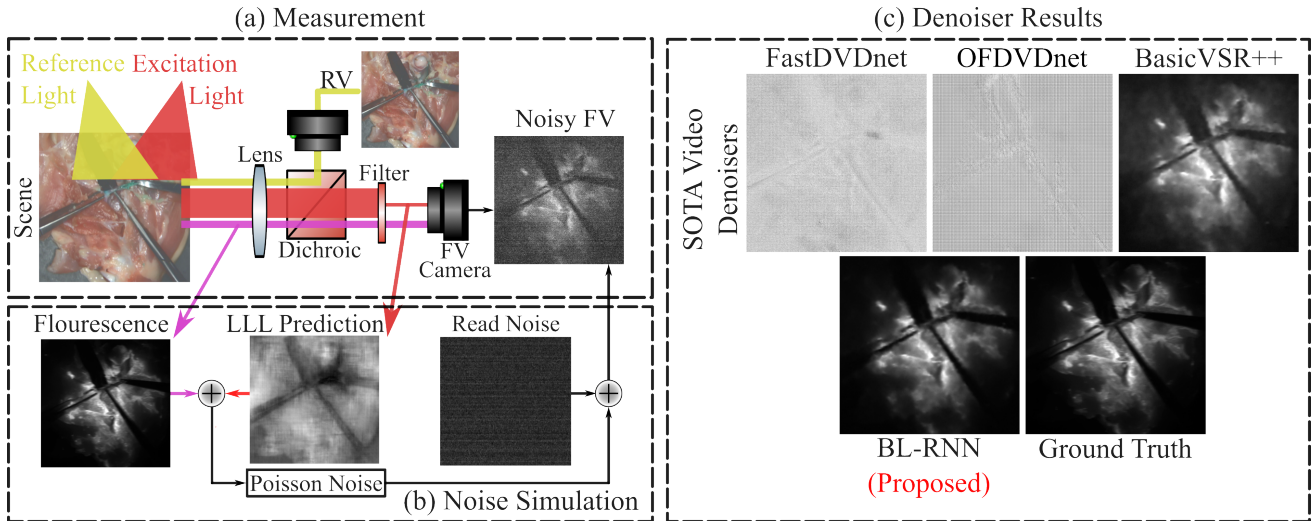 (a) Measurement
Reference
Light
Excitation
Light
RV
Noisy FV
Scene
Lens
Filter
Dichroic
FV
Camera
Flourescence
LLL Prediction
Read Noise
Poisson Noise
(b) Noise Simulation
(c) Denoiser Results
FastDVDnet
OFDVDnet
BasicVSR++
SOTA Video
Denoisers
BL-RNN
(Proposed)
Ground Truth